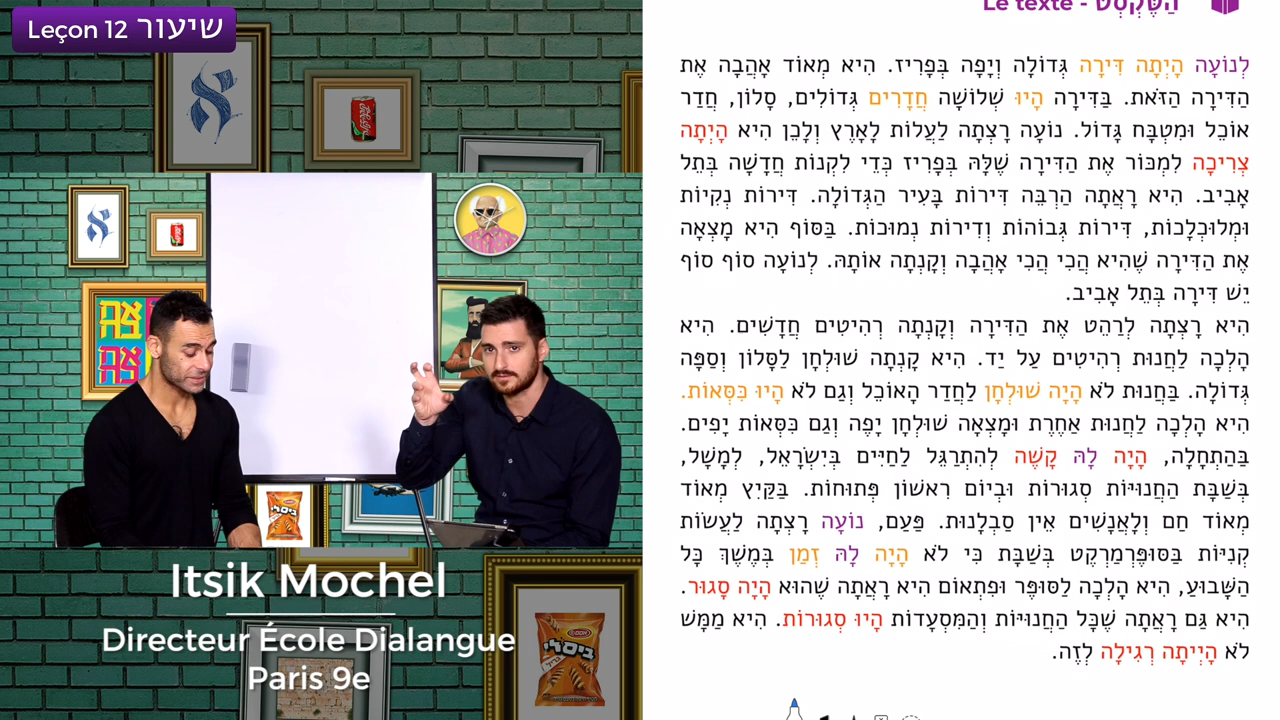 Leçon 12 שיעור
Le texte - הַטֶּקְסְט
לְנוֹעָה הָיְתָה דִּירָה גְּדוֹלָה וְיָפָה בְּפָרִיז. הִיא מְאוֹד אָהֲבָה אֶת
הַדִּירָה הַזֹּאת. בַּדִּירָה הָיוּ שְׁלוֹשָׁה חֲדָרִים גְּדוֹלִים, סָלוֹן, חֲדַר
אוֹכֶל וּמִטְבָּח גָּדוֹל. נוֹעָה רָצְתָה לַעֲלוֹת לָאָרֶץ וְלָכֵן הִיא הָיְתָה
צְרִיכָה לִמְכּוֹר אֶת הַדִּירָה שֶׁלָּהּ בְּפָרִיז כְּדֵי לִקְנוֹת חֲדָשָׁה בְּתֵל
אָבִיב. הִיא רָאֲתָה הַרְבֵּה דִּירוֹת בָּעִיר הַגְּדוֹלָה. דִּירוֹת נְקִיּוֹת
וּמְלוּכְלָכוֹת, דִּירוֹת גְּבוֹהוֹת וְדִירוֹת נְמוּכוֹת. בַּסּוֹף הִיא מָצְאָה
אֶת הַדִּירָה שֶׁהִיא הֲכִי הֲכִי אָהֲבָה וְקָנְתָה אוֹתָהּ. לְנוֹעָה סוֹף סוֹף
יֵשׁ דִּירָה בְּתֵל אָבִיב.
הִיא רָצְתָה לְרַהֵט אֶת הַדִּירָה וְקָנְתָה רְהִיטִים חֲדָשִׁים. הִיא
הָלְכָה לַחֲנוּת רְהִיטִים עַל יַד. הִיא קָנְתָה שׁוּלְחָן לַסָּלוֹן וְסַפָּה
גְּדוֹלָה. בַּחֲנוּת לֹא הָיָה שׁוּלְחָן לַחֲדַר הָאוֹכֶל וְגַם לֹא הָיוּ כִּסְּאוֹת.
הִיא הָלְכָה לַחֲנוּת אַחֶרֶת וּמָצְאָה שׁוּלְחָן יָפֶה וְגַם כִּסְּאוֹת יָפִים.
בַּהַתְחָלָה, הָיָה לָהּ קָשֶׁה לְהִתְרַגֵּל לַחַיִּים בְּיִשְׂרָאֵל, לְמָשָׁל,
בְּשַׁבָּת הַחֲנוּיּוֹת סְגוּרוֹת וּבְיוֹם רִאשׁוֹן פְּתוּחוֹת. בַּקַּיִץ מְאוֹד
מְאוֹד חַם וְלָאֲנָשִׁים אֵין סַבְלָנוּת. פַּעַם, נוֹעָה רָצְתָה לַעֲשׂוֹת
קְנִיּוֹת בַּסּוּפֶּרְמַרְקֶט בְּשַׁבָּת כִּי לֹא הָיָה לָהּ זְמַן בְּמֶשֶׁךְ כָּל
הַשָּׁבוּעַ, הִיא הָלְכָה לַסּוּפֶּר וּפִתְאוֹם הִיא רָאֲתָה שֶׁהוּא הָיָה סָגוּר.
הִיא גַּם רָאֲתָה שֶׁכָּל הַחֲנוּיּוֹת וְהַמִּסְעָדוֹת הָיוּ סְגוּרוֹת. הִיא מַמָּשׁ
לֹא הָיְיתָה רְגִילָה לְזֶה.
Itsik Mochel
Directeur École Dialangue
Paris 9e
ביסלי